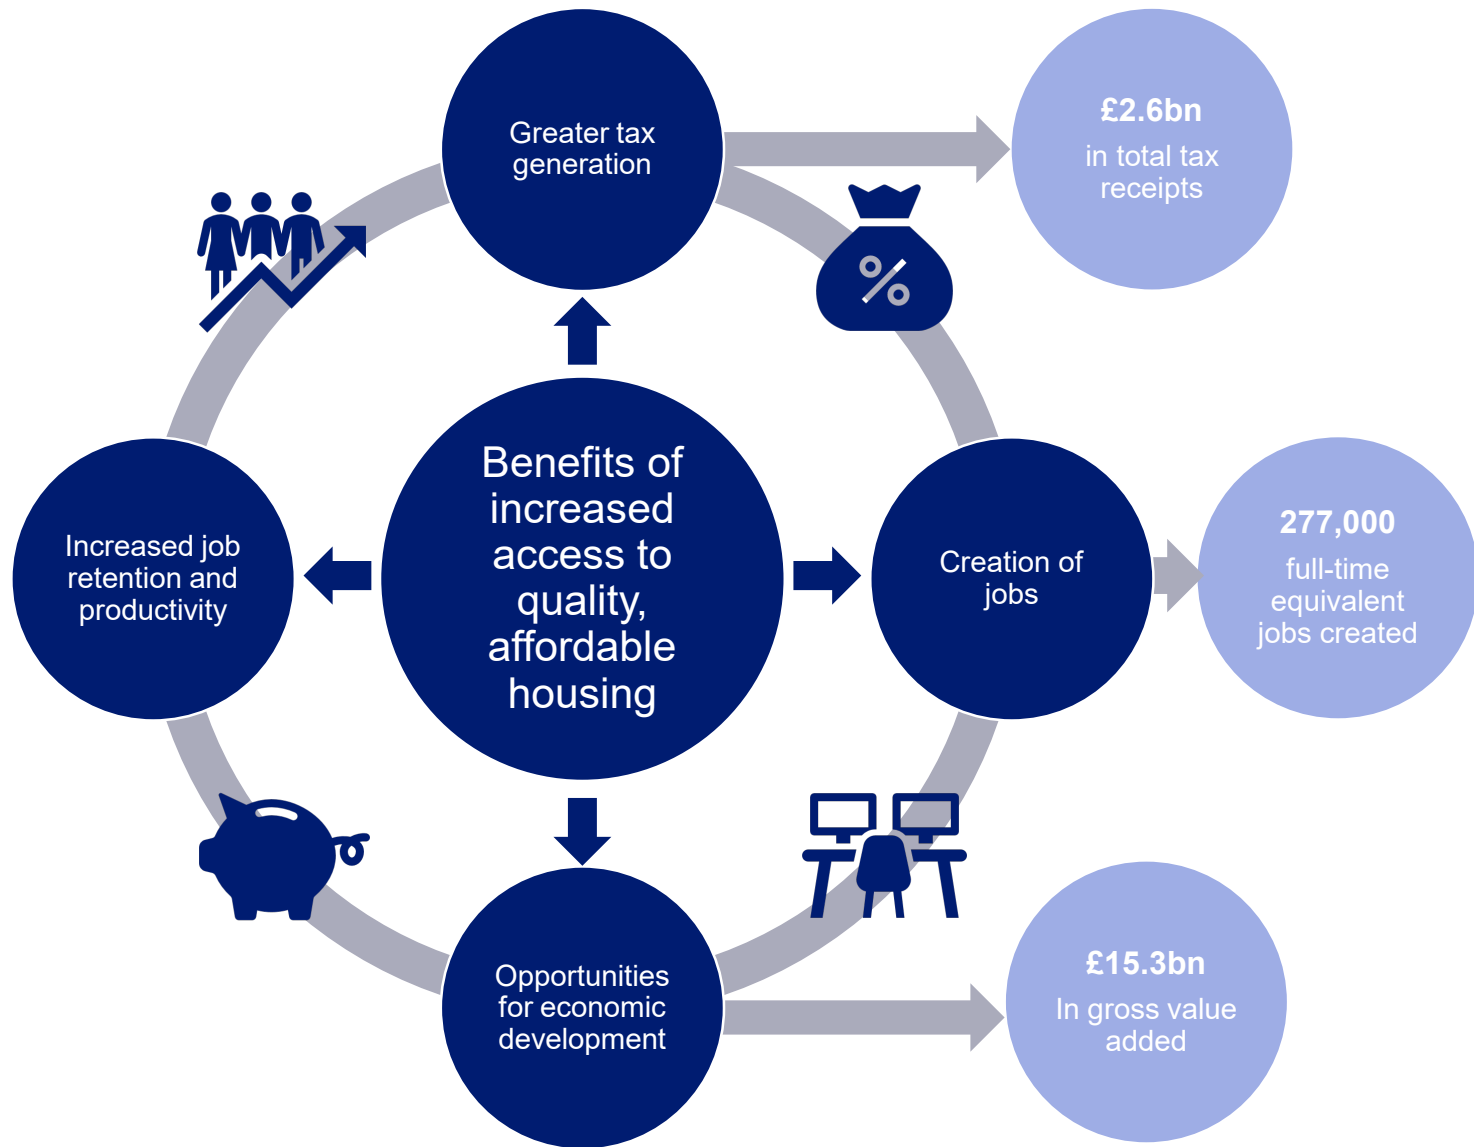 Greater tax
generation
£2.6bn
in total tax
receipts
%
Benefits of
increased
access to
quality,
affordable
housing
Increased job
retention and
productivity
Creation of
jobs
277,000
full-time
equivalent
jobs created
Opportunities
for economic
development
£15.3bn
In gross value
added